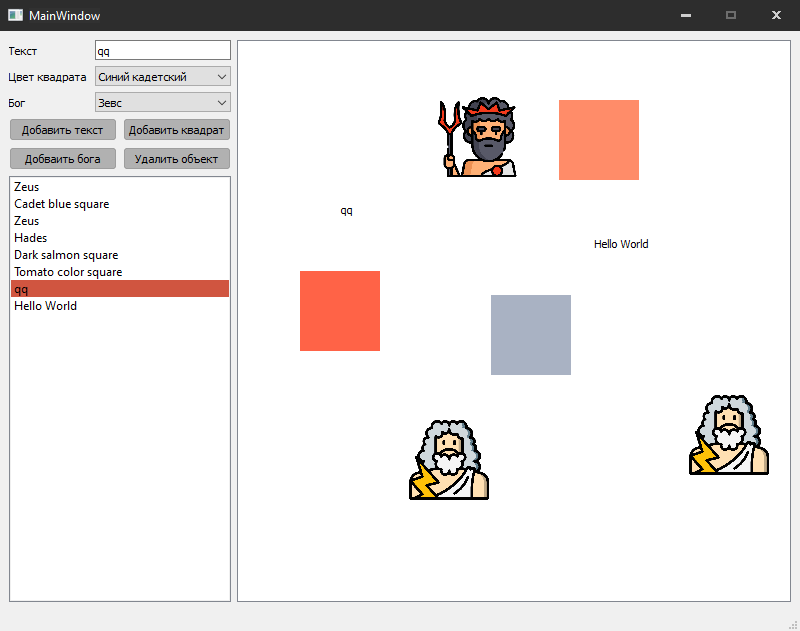 MainWindow
Текст
qq
Цвет квадрата
Синий кадетский
Бог
Зевс
Добавить текст
Добавить квадрат
Добваить бога
Удалить объект
Zeus
Cadet blue square
Zeus
Hades
Dark salmon square
Tomato color square
qq
Hello World
qq
Hello World